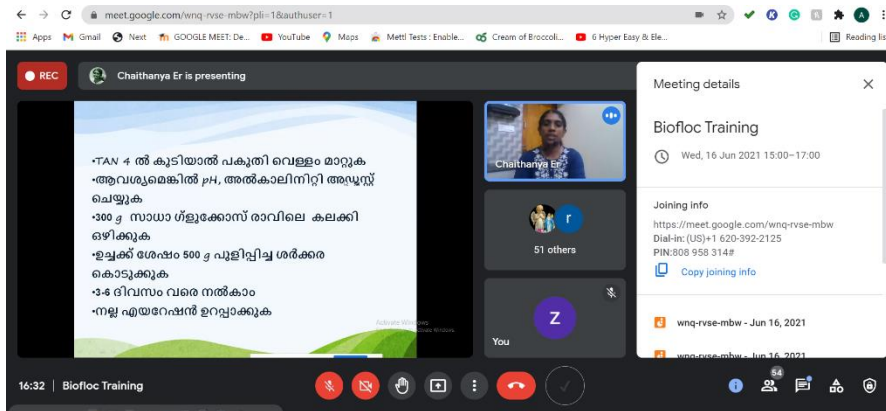 meet.google.com/wnq-rvse-mbw?pli=1&authuser=1
Apps Gmail Next GOOGLE MEET: De... YouTube Maps Mettl Tests : Enable... Cream of Broccoli... 6 Hyper Easy & Ele... Reading lis
REC Chaithanya Er is presenting
•TAN 4 ൽ കൂടിയാൽ പകുതി വെള്ളം മാറ്റുക
•ആവശ്യമെങ്കിൽ pH, അൽകാലിനിറ്റി അഡ്ജസ്റ്റ്
ചെയ്യുക
•300 g സാധാ ഗ്ളുക്കോസ് രാവിലെ കലക്കി
ഒഴിക്കുക
•ഉച്ചക്ക് ശേഷം 500 g പുളിപ്പിച്ച ശർക്കര
കൊടുക്കുക
•3-6 ദിവസം വരെ നൽകാം
•നല്ല എയറേഷൻ ഉറപ്പാക്കുക
Activate Windows
Chaithanya Er
r
51 others
Z
You
Meeting details
Biofloc Training
Wed, 16 Jun 2021 15:00–17:00
Joining info
https://meet.google.com/wnq-rvse-mbw
Dial-in: (US)+1 620-392-2125
PIN:808 958 314#
Copy joining info
wnq-rvse-mbw - Jun 16, 2021
wnq-rvse-mbw - Jun 16, 2021
16:32 | Biofloc Training
54